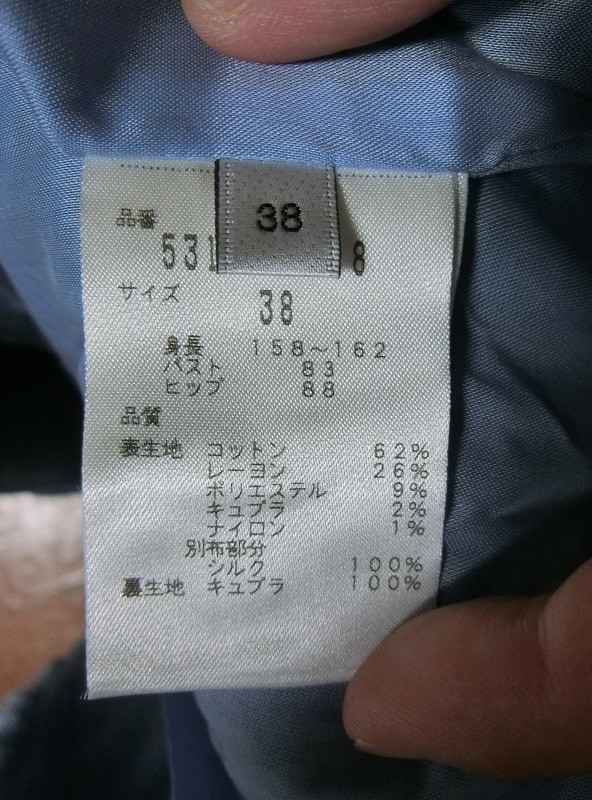 38
品番
531 8
サイズ
38
身長 158～162
バスト 83
ヒップ 88
品質
表生地 コットン 62%
レーヨン 26%
ポリエステル 9%
キュプラ 2%
ナイロン 1%
別布部分
シルク 100%
裏生地 キュプラ 100%